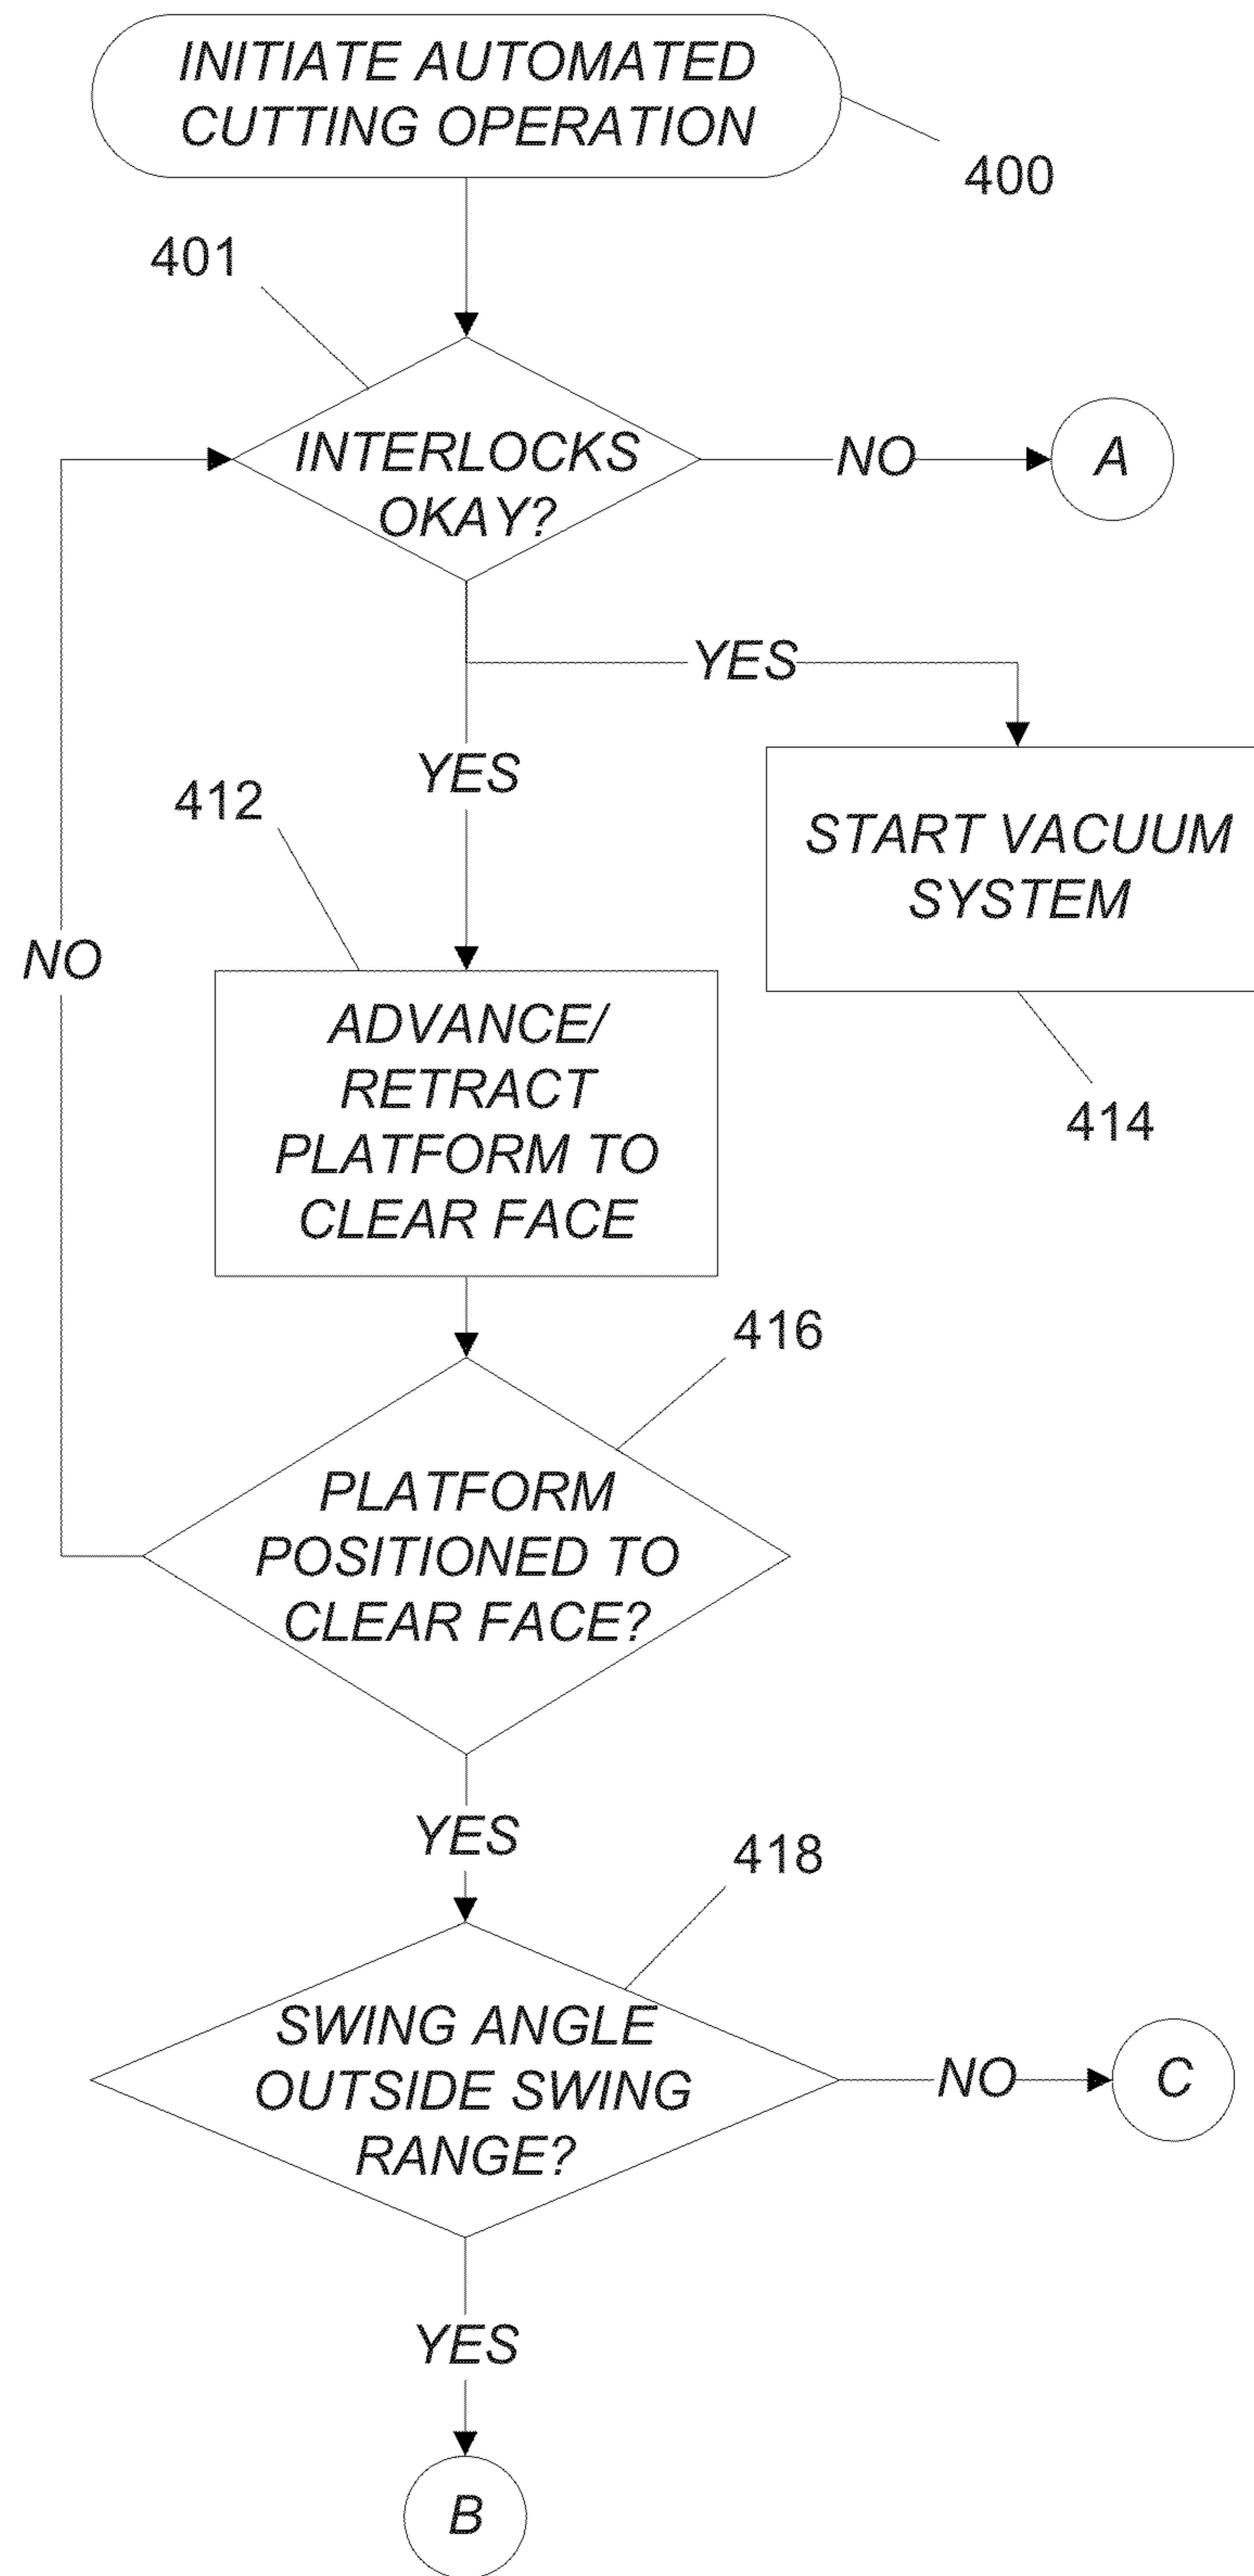 INITIATE AUTOMATED
CUTTING OPERATION
400
401
INTERLOCKS
OKAY?
NO
A
YES
YES
412
START VACUUM
SYSTEM
414
NO
ADVANCE/
RETRACT
PLATFORM TO
CLEAR FACE
416
PLATFORM
POSITIONED TO
CLEAR FACE?
YES
418
SWING ANGLE
OUTSIDE SWING
RANGE?
NO
C
YES
B